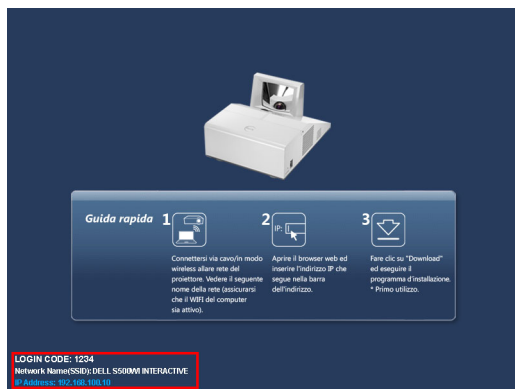 Guida rapida
1
Connettersi via cavo/in modo
wireless allare rete del
proiettore. Vedere il seguente
nome della rete (assicurarsi
che il WIFI del computer
sia attivo).
2
IP:
Aprire il browser web ed
inserire l'indirizzo IP che
segue nella barra
dell'indirizzo.
3
Fare clic su "Download"
ed eseguire il
programma d'installazione.
* Primo utilizzo.
LOGIN CODE: 1234
Network Name(SSID): DELL S500WI INTERACTIVE
IP Address: 192.168.100.10